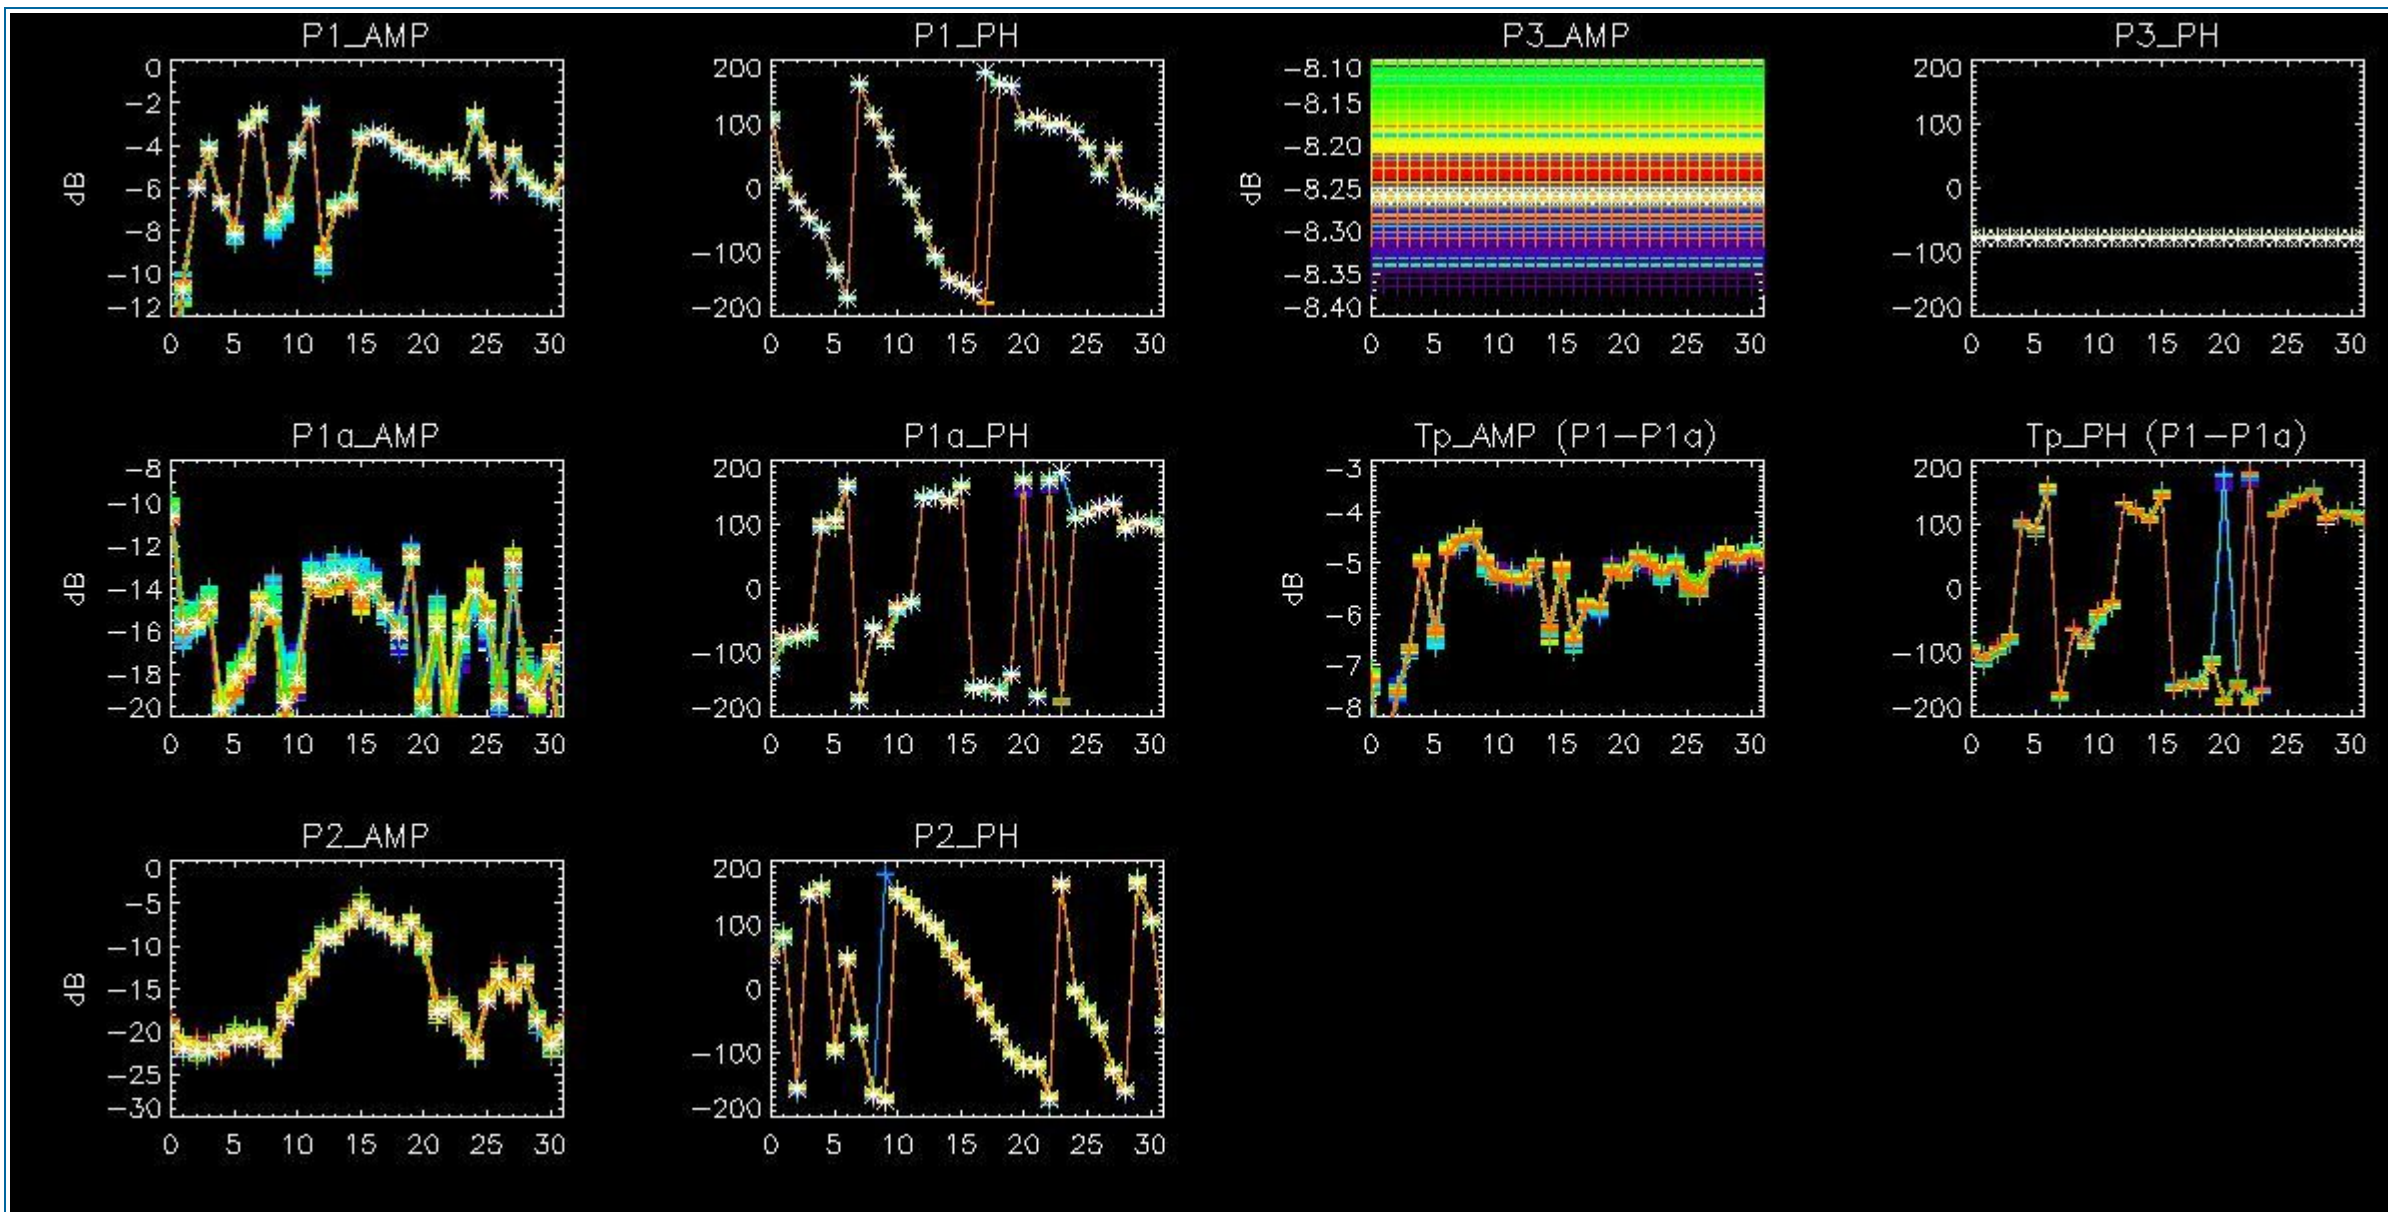 P1_AMP
0
−2
−4
−6
−8
−10
−12
dB
0 5 10 15 20 25 30
P1_PH
200
100
0
−100
−200
0 5 10 15 20 25 30
P3_AMP
−8.10
−8.15
−8.20
−8.25
−8.30
−8.35
−8.40
dB
0 5 10 15 20 25 30
P3_PH
200
100
0
−100
−200
0 5 10 15 20 25 30
P1a_AMP
−8
−10
−12
−14
−16
−18
−20
dB
0 5 10 15 20 25 30
P1a_PH
200
100
0
−100
−200
0 5 10 15 20 25 30
Tp_AMP (P1−P1a)
−3
−4
−5
−6
−7
−8
dB
0 5 10 15 20 25 30
Tp_PH (P1−P1a)
200
100
0
−100
−200
0 5 10 15 20 25 30
P2_AMP
0
−5
−10
−15
−20
−25
−30
dB
0 5 10 15 20 25 30
P2_PH
200
100
0
−100
−200
0 5 10 15 20 25 30